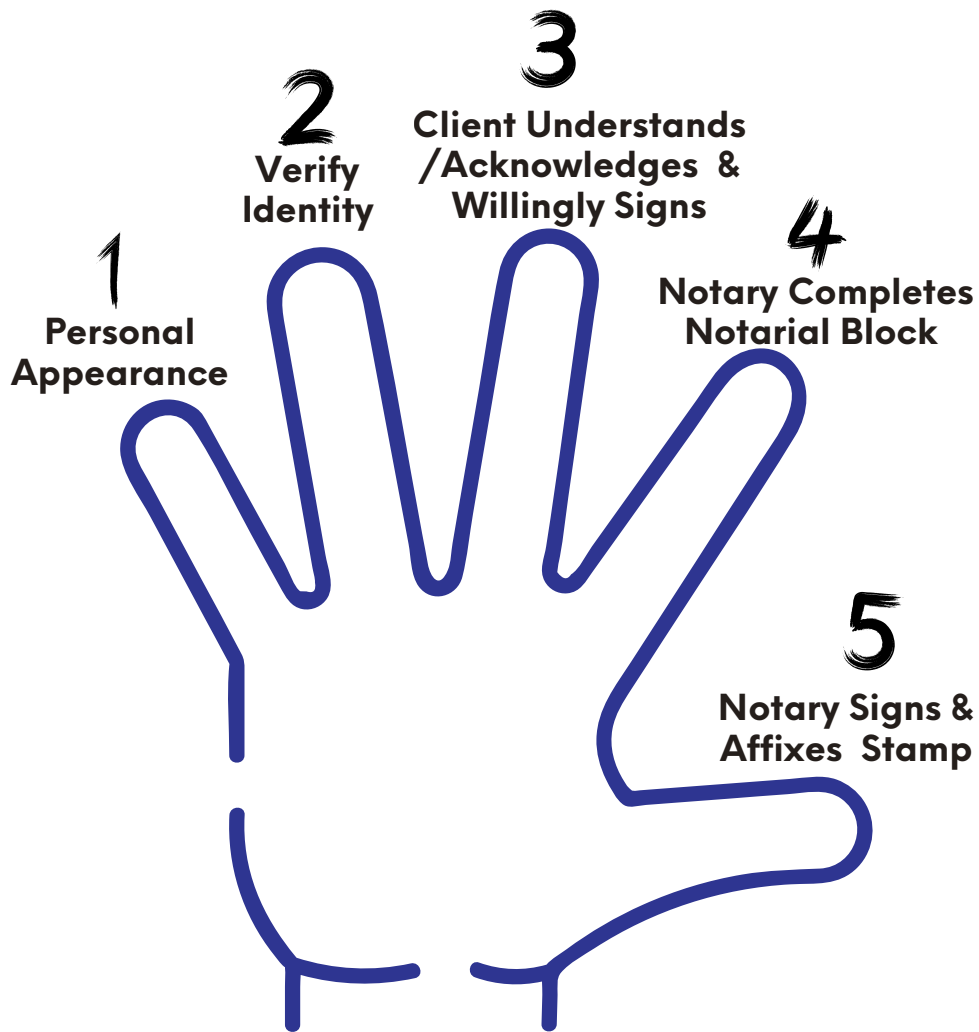 1
Personal
Appearance
2
Verify
Identity
3
Client Understands
/Acknowledges &
Willingly Signs
4
Notary Completes
Notarial Block
5
Notary Signs &
Affixes Stamp